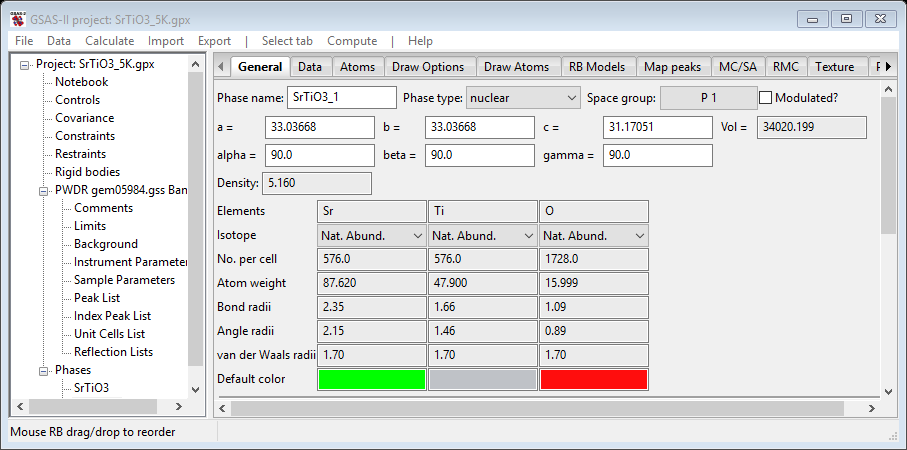 GSAS-II project: SrTiO3_5K.gpx
File Data Calculate Import Export | Select tab Compute | Help
Project: SrTiO3_5K.gpx
Notebook
Controls
Covariance
Constraints
Restraints
Rigid bodies
PWDR gem05984.gss Ban
Comments
Limits
Background
Instrument Parameter
Sample Parameters
Peak List
Index Peak List
Unit Cells List
Reflection Lists
Phases
SrTiO3
General Data Atoms Draw Options Draw Atoms RB Models Map peaks MC/SA RMC Texture P
Phase name: SrTiO3_1 Phase type: nuclear Space group: P 1 Modulated?
a = 33.03668 b = 33.03668 c = 31.17051 Vol = 34020.199
alpha = 90.0 beta = 90.0 gamma = 90.0
Density: 5.160
Elements Sr Ti O
Isotope Nat. Abund. Nat. Abund. Nat. Abund.
No. per cell 576.0 576.0 1728.0
Atom weight 87.620 47.900 15.999
Bond radii 2.35 1.66 1.09
Angle radii 2.15 1.46 0.89
van der Waals radii 1.70 1.70 1.70
Default color
Mouse RB drag/drop to reorder